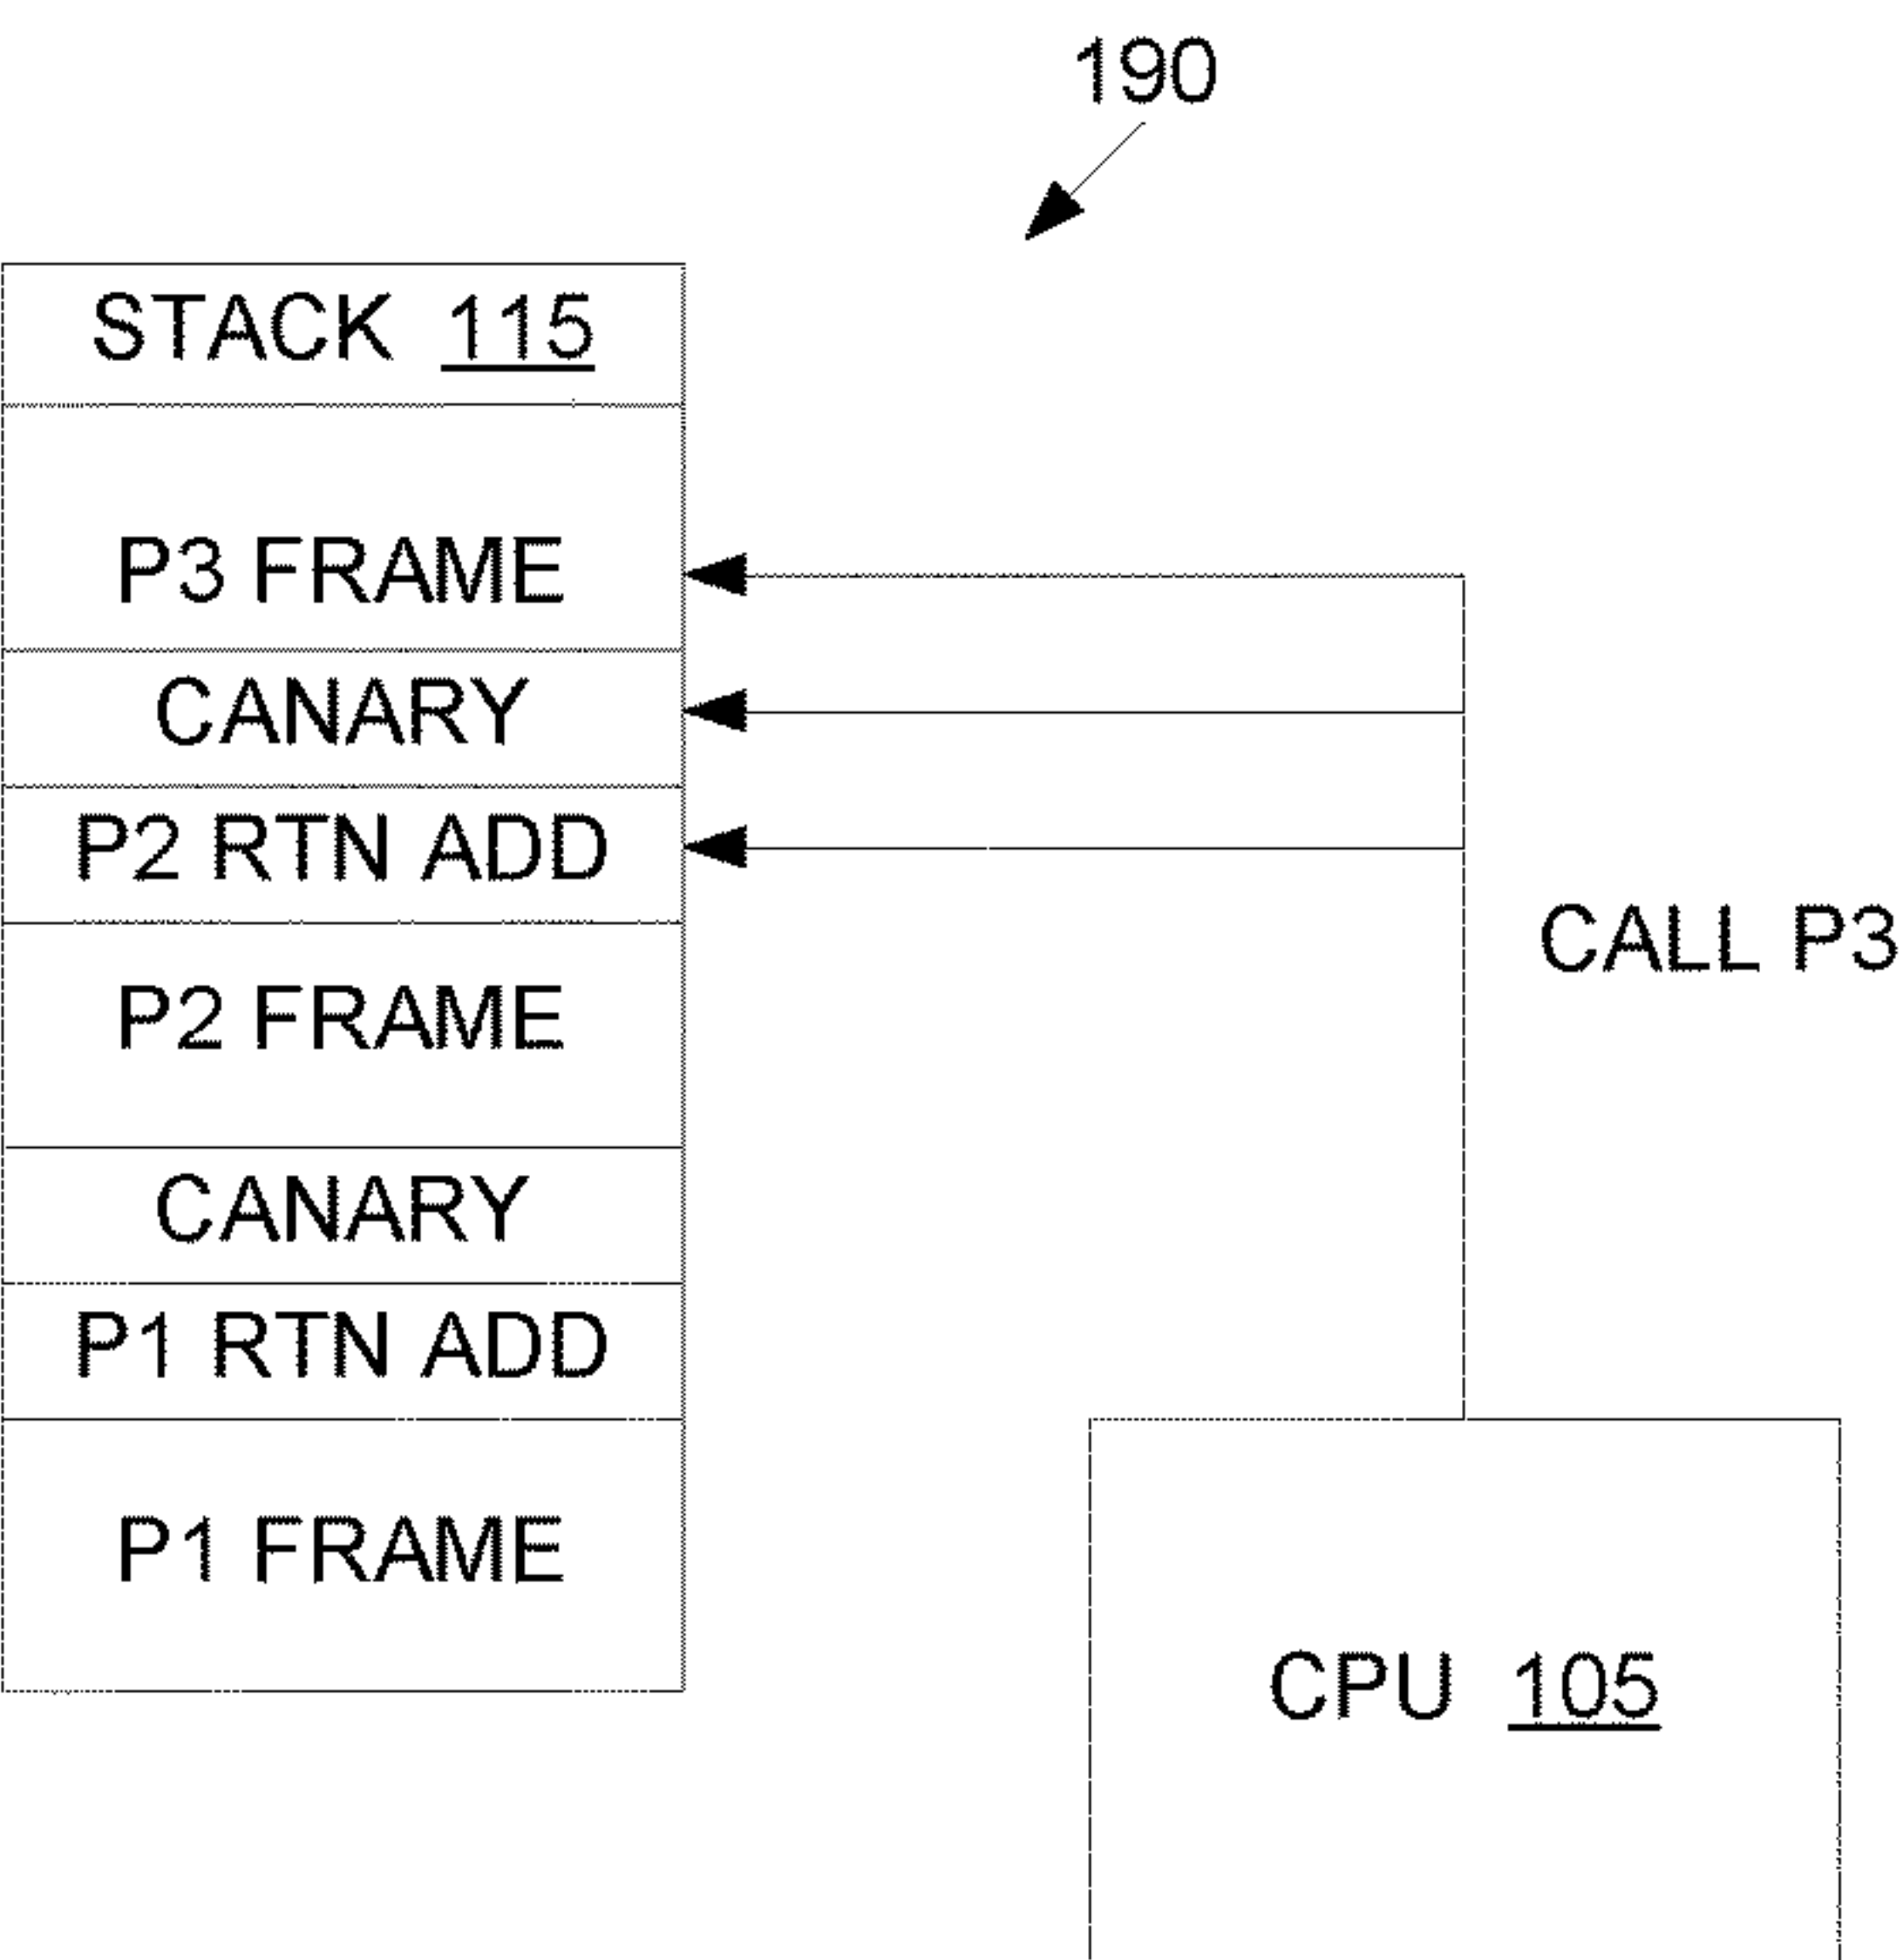 190
STACK 115
P3 FRAME
CANARY
P2 RTN ADD
CALL P3
P2 FRAME
CANARY
P1 RTN ADD
P1 FRAME
CPU 105